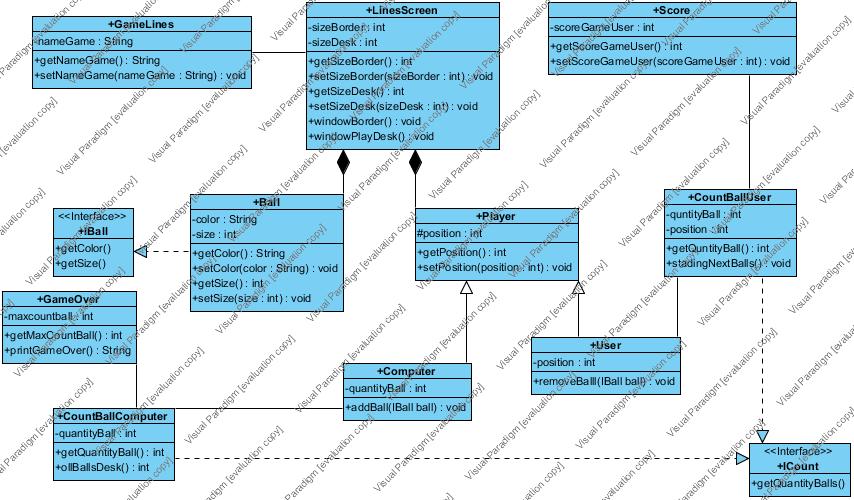 +GameLines
-nameGame : String
+getNameGame() : String
+setNameGame(nameGame : String) : void
+LinesScreen
-sizeBorder : int
-sizeDesk : int
+getSizeBorder() : int
+setSizeBorder(sizeBorder : int) : void
+getSizeDesk() : int
+setSizeDesk(sizeDesk : int) : void
+windowBorder() : void
+windowPlayDesk() : void
+Score
-scoreGameUser : int
+getScoreGameUser() : int
+setScoreGameUser(scoreGameUser : int) : void
<<Interface>>
+IBall
+getColor()
+getSize()
+Ball
-color : String
-size : int
+getColor() : String
+setColor(color : String) : void
+getSize() : int
+setSize(size : int) : void
+Player
#position : int
+getPosition() : int
+setPosition(position : int) : void
+CountBallUser
-quntityBall : int
-position : int
+getQuntityBall() : int
+stadingNextBalls() : int
+GameOver
-maxcountball : int
+getMaxCountBall() : int
+printGameOver() : String
+Computer
-quantityBall : int
+addBall(IBall ball) : void
+User
-position : int
+removeBalll(IBall ball) : void
+CountBallComputer
-quantityBall : int
+getQuantityBall() : int
+ollBallsDesk() : int
<<Interface>>
+ICount
+getQuantityBalls()
Visual Paradigm [evaluation copy]